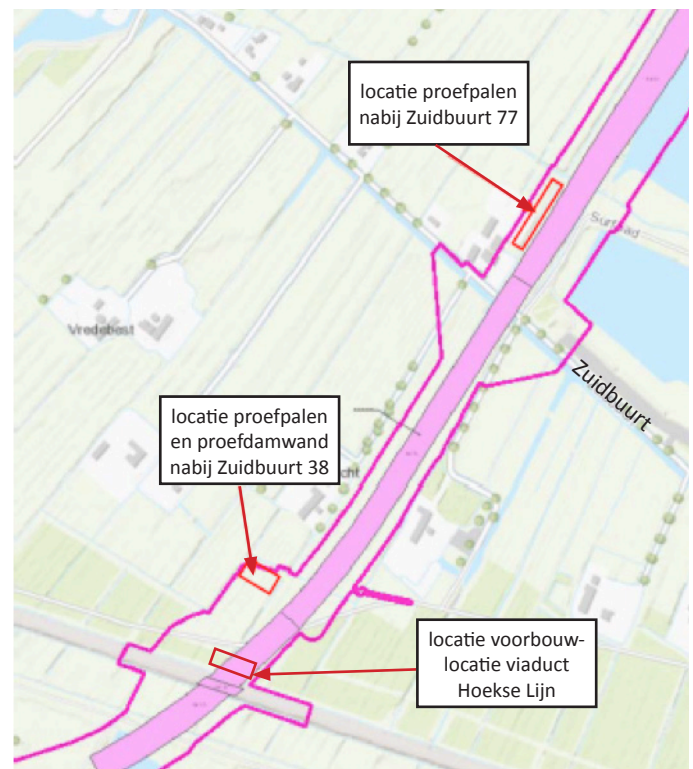 locatie proefpalen
nabij Zuidbuurt 77
Vredebest
Zuidbuurt
locatie proefpalen
en proefdamwand
nabij Zuidbuurt 38
locatie voorbouw-
locatie viaduct
Hoekse Lijn